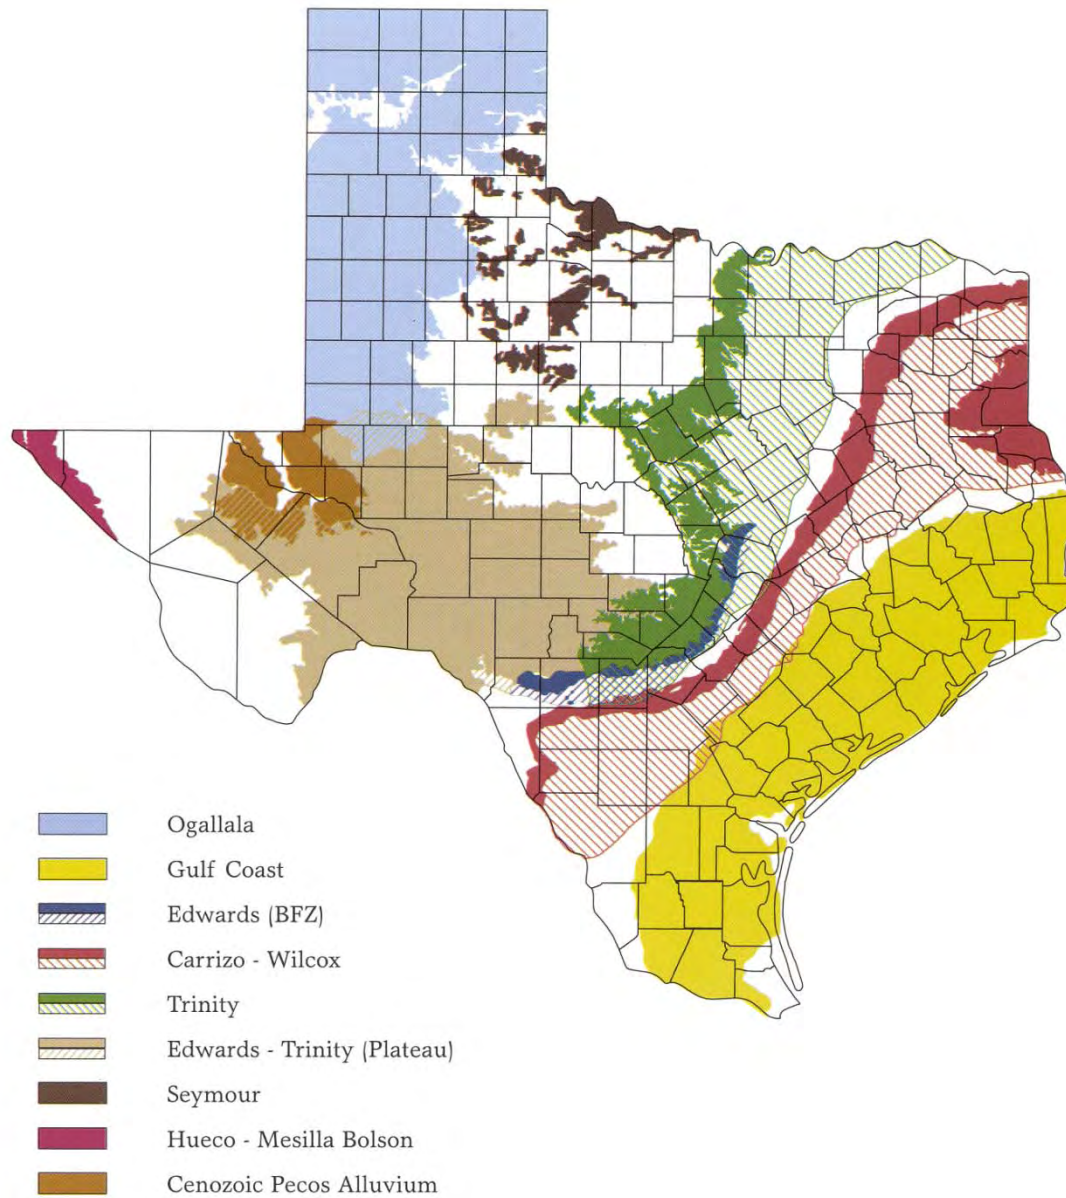 Ogallala
Gulf Coast
Edwards (BFZ)
Carrizo - Wilcox
Trinity
Edwards - Trinity (Plateau)
Seymour
Hueco - Mesilla Bolson
Cenozoic Pecos Alluvium